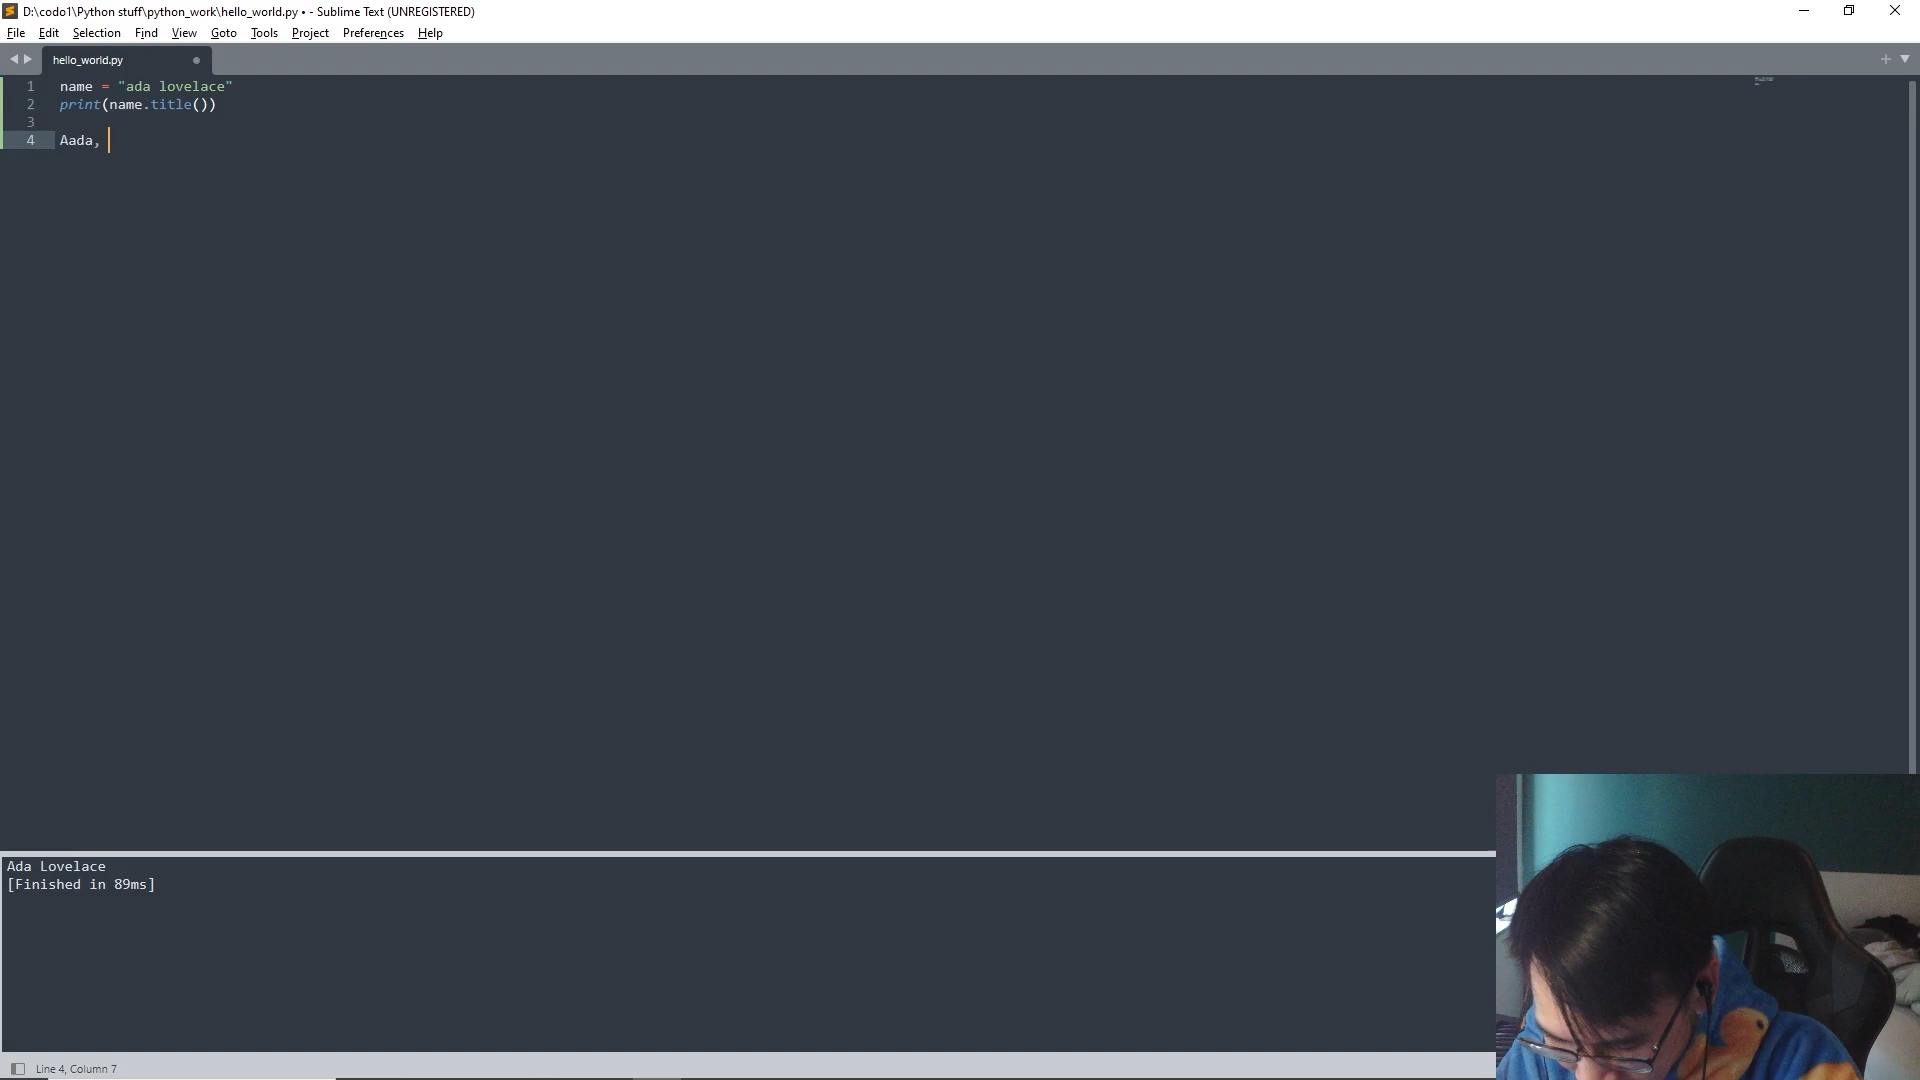 D:\codo1\Python stuff\python_work\hello_world.py • - Sublime Text (UNREGISTERED)
File Edit Selection Find View Goto Tools Project Preferences Help
hello_world.py
1 name = "ada lovelace"
2 print(name.title())
3
4 Aada,
Ada Lovelace
[Finished in 89ms]
Line 4, Column 7